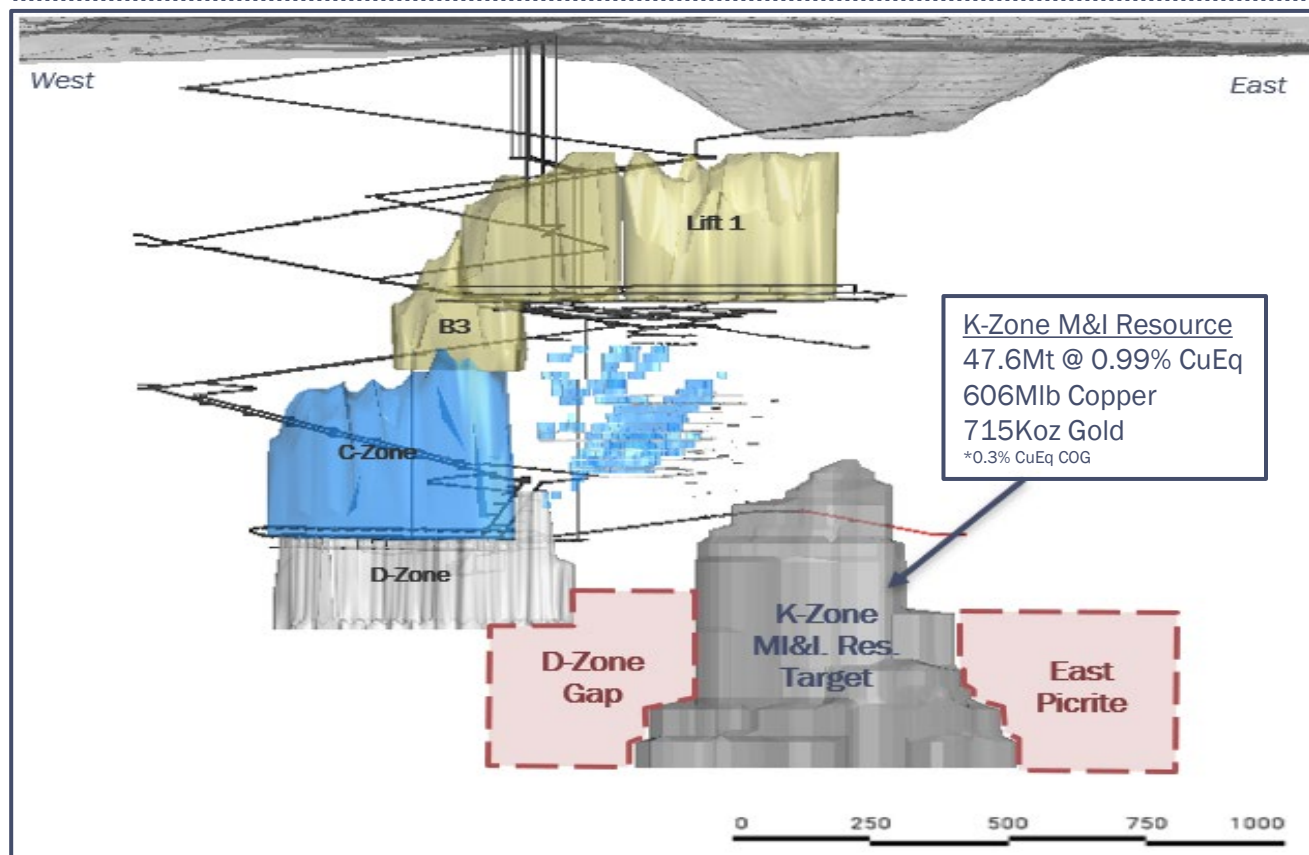 West
East
Lift 1
B3
K-Zone M&I Resource
47.6Mt @ 0.99% CuEq
606Mlb Copper
715Koz Gold
*0.3% CuEq COG
C-Zone
D-Zone
D-Zone
Gap
K-Zone
MI&I. Res.
Target
East
Picrite
0 250 500 750 1000